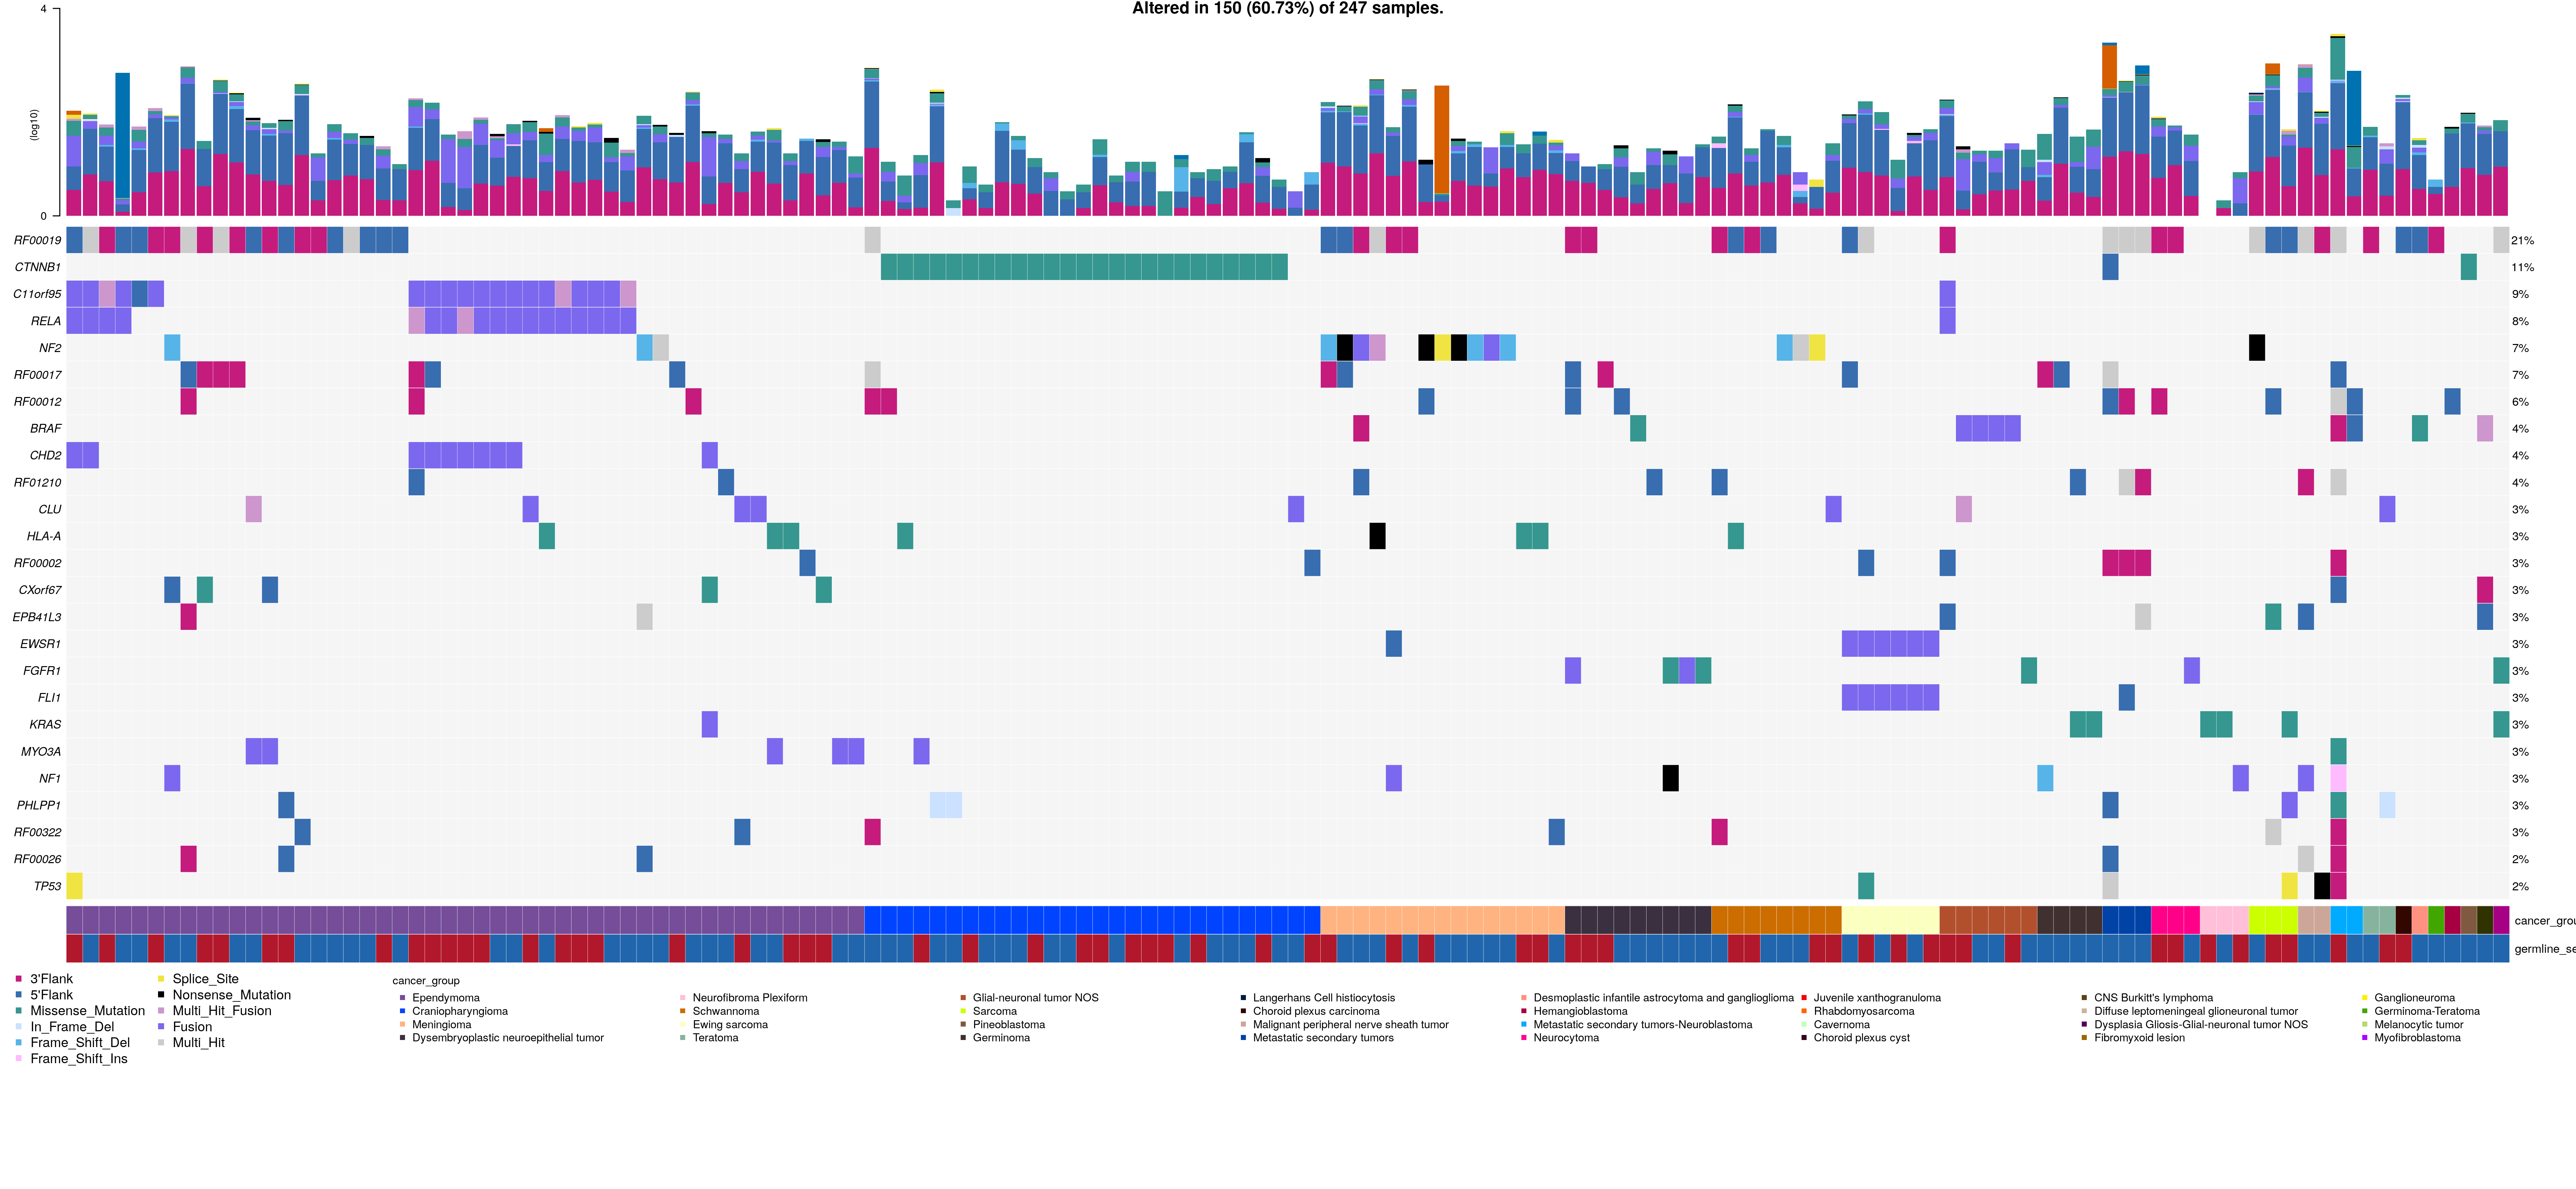 Altered in 150 (60.73%) of 247 samples.
4
(log10)
0
RF00019 21%
CTNNB1 11%
C11orf95 9%
RELA 8%
NF2 7%
RF00017 7%
RF00012 6%
BRAF 4%
CHD2 4%
RF01210 4%
CLU 3%
HLA-A 3%
RF00002 3%
CXorf67 3%
EPB41L3 3%
EWSR1 3%
FGFR1 3%
FLI1 3%
KRAS 3%
MYO3A 3%
NF1 3%
PHLPP1 3%
RF00322 3%
RF00026 2%
TP53 2%
cancer_grou
germline_se
3'Flank
5'Flank
Missense_Mutation
In_Frame_Del
Frame_Shift_Del
Frame_Shift_Ins
Splice_Site
Nonsense_Mutation
Multi_Hit_Fusion
Fusion
Multi_Hit
cancer_group
Ependymoma
Craniopharyngioma
Meningioma
Dysembryoplastic neuroepithelial tumor
Neurofibroma Plexiform
Schwannoma
Ewing sarcoma
Teratoma
Glial-neuronal tumor NOS
Sarcoma
Pineoblastoma
Germinoma
Langerhans Cell histiocytosis
Choroid plexus carcinoma
Malignant peripheral nerve sheath tumor
Metastatic secondary tumors
Desmoplastic infantile astrocytoma and ganglioglioma
Hemangioblastoma
Metastatic secondary tumors-Neuroblastoma
Neurocytoma
Juvenile xanthogranuloma
Rhabdomyosarcoma
Cavernoma
Choroid plexus cyst
CNS Burkitt's lymphoma
Diffuse leptomeningeal glioneuronal tumor
Dysplasia Gliosis-Glial-neuronal tumor NOS
Fibromyxoid lesion
Ganglioneuroma
Germinoma-Teratoma
Melanocytic tumor
Myofibroblastoma